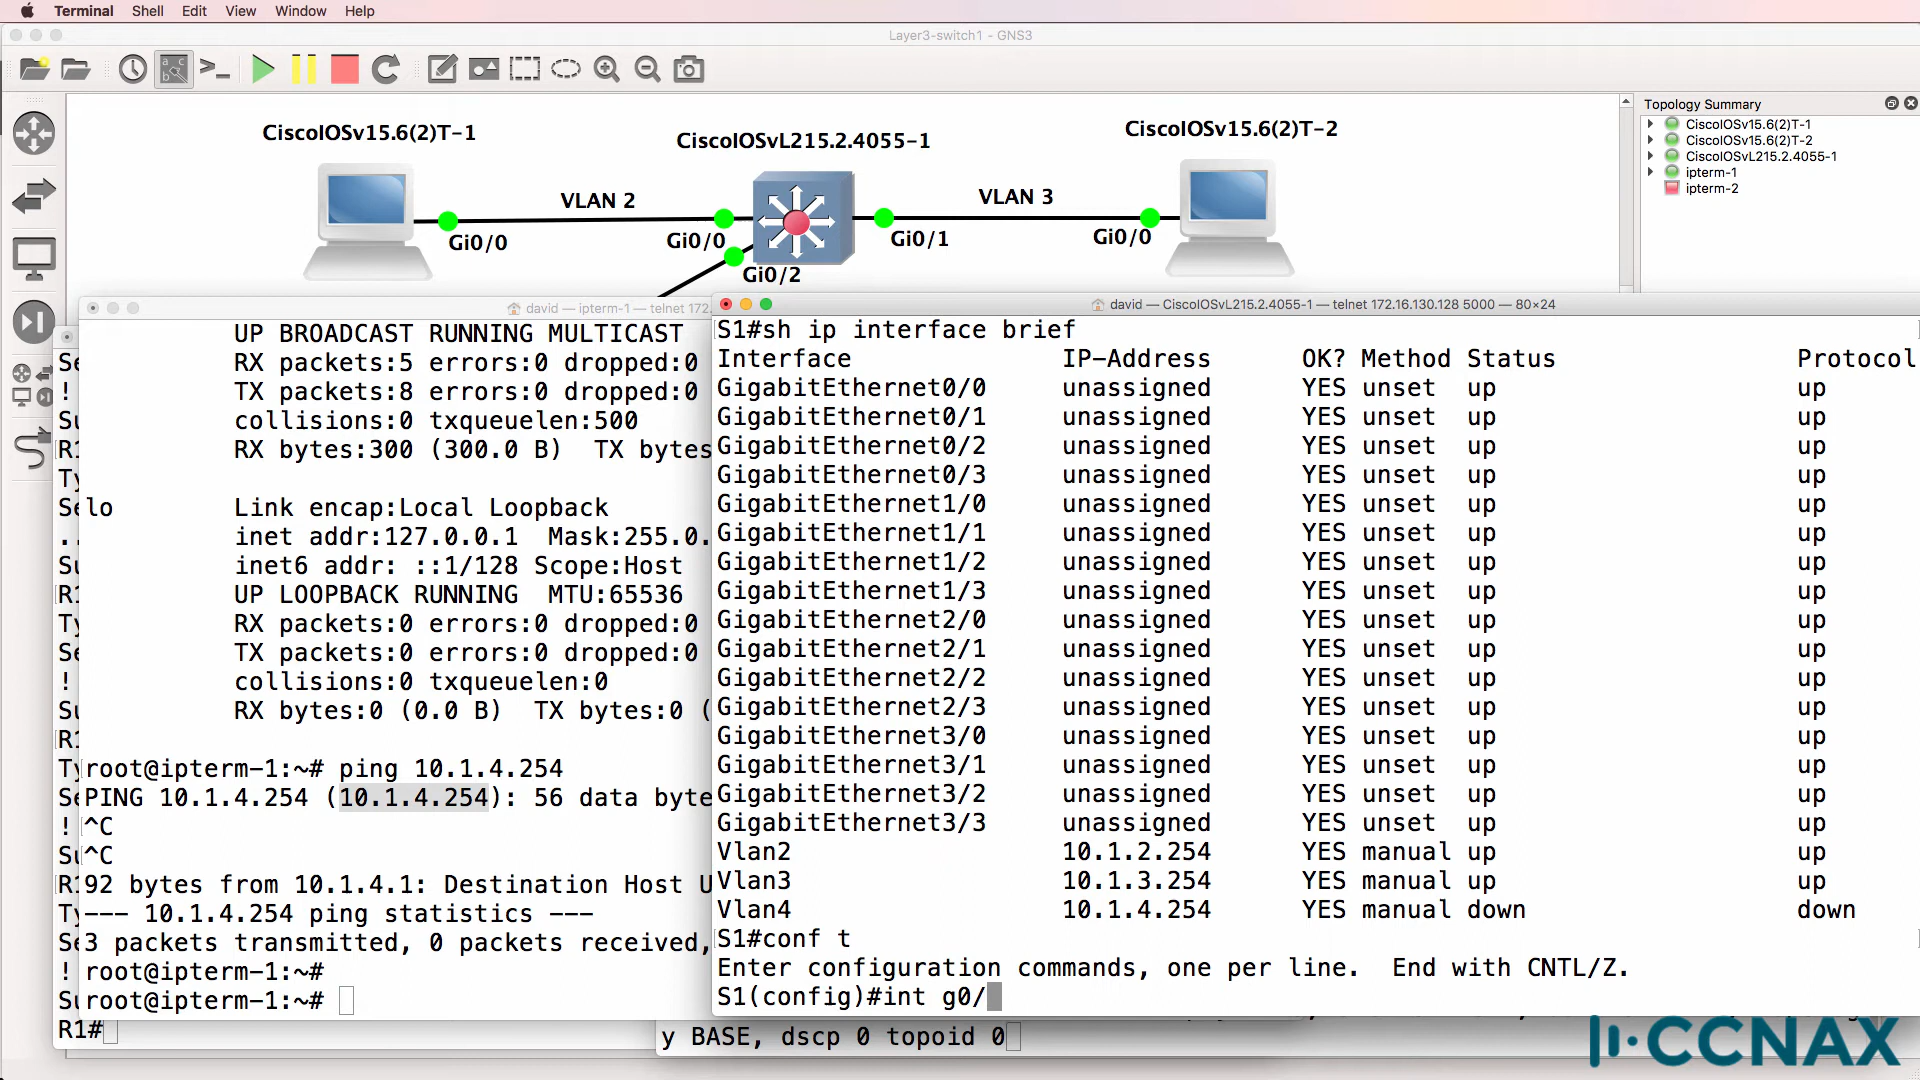 Terminal Shell Edit View Window Help
Layer3-switch1 - GNS3
Topology Summary
CiscoIOSv15.6(2)T-1
CiscoIOSv15.6(2)T-2
CiscoIOSvL215.2.4055-1
ipterm-1
ipterm-2
CiscoIOSv15.6(2)T-1
CiscoIOSvL215.2.4055-1
CiscoIOSv15.6(2)T-2
VLAN 2
VLAN 3
Gi0/0
Gi0/0
Gi0/1
Gi0/0
Gi0/2
david — ipterm-1 — telnet 172.
UP BROADCAST RUNNING MULTICAST
RX packets:5 errors:0 dropped:0
TX packets:8 errors:0 dropped:0
collisions:0 txqueuelen:500
RX bytes:300 (300.0 B)  TX bytes
lo        Link encap:Local Loopback
inet addr:127.0.0.1  Mask:255.0.
inet6 addr: ::1/128 Scope:Host
UP LOOPBACK RUNNING  MTU:65536
RX packets:0 errors:0 dropped:0
TX packets:0 errors:0 dropped:0
collisions:0 txqueuelen:0
RX bytes:0 (0.0 B)  TX bytes:0 (
root@ipterm-1:~# ping 10.1.4.254
PING 10.1.4.254 (10.1.4.254): 56 data byte
^C
^C
92 bytes from 10.1.4.1: Destination Host U
--- 10.1.4.254 ping statistics ---
3 packets transmitted, 0 packets received,
root@ipterm-1:~#
root@ipterm-1:~#
R1#
david — CiscoIOSvL215.2.4055-1 — telnet 172.16.130.128 5000 — 80×24
S1#sh ip interface brief
Interface              IP-Address      OK? Method Status                Protocol
GigabitEthernet0/0     unassigned      YES unset  up                    up
GigabitEthernet0/1     unassigned      YES unset  up                    up
GigabitEthernet0/2     unassigned      YES unset  up                    up
GigabitEthernet0/3     unassigned      YES unset  up                    up
GigabitEthernet1/0     unassigned      YES unset  up                    up
GigabitEthernet1/1     unassigned      YES unset  up                    up
GigabitEthernet1/2     unassigned      YES unset  up                    up
GigabitEthernet1/3     unassigned      YES unset  up                    up
GigabitEthernet2/0     unassigned      YES unset  up                    up
GigabitEthernet2/1     unassigned      YES unset  up                    up
GigabitEthernet2/2     unassigned      YES unset  up                    up
GigabitEthernet2/3     unassigned      YES unset  up                    up
GigabitEthernet3/0     unassigned      YES unset  up                    up
GigabitEthernet3/1     unassigned      YES unset  up                    up
GigabitEthernet3/2     unassigned      YES unset  up                    up
GigabitEthernet3/3     unassigned      YES unset  up                    up
Vlan2                  10.1.2.254      YES manual up                    up
Vlan3                  10.1.3.254      YES manual up                    up
Vlan4                  10.1.4.254      YES manual down                  down
S1#conf t
Enter configuration commands, one per line.  End with CNTL/Z.
S1(config)#int g0/
y BASE, dscp 0 topoid 0
CCNAX